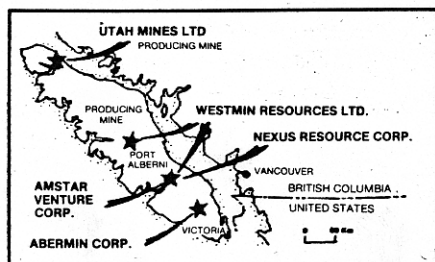 UTAH MINES LTD
PRODUCING MINE
PRODUCING
MINE
WESTMIN RESOURCES LTD.
NEXUS RESOURCE CORP.
PORT
ALBERNI
VANCOUVER
AMSTAR
VENTURE
CORP.
BRITISH COLUMBIA
UNITED STATES
ABERMIN CORP.
VICTORIA
0